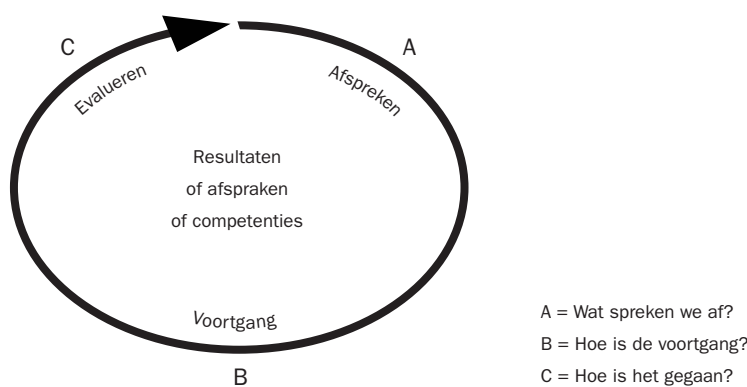 C
A
Evalueren
Afspreken
Resultaten
of afspraken
of competenties
Voortgang
B
A = Wat spreken we af?
B = Hoe is de voortgang?
C = Hoe is het gegaan?